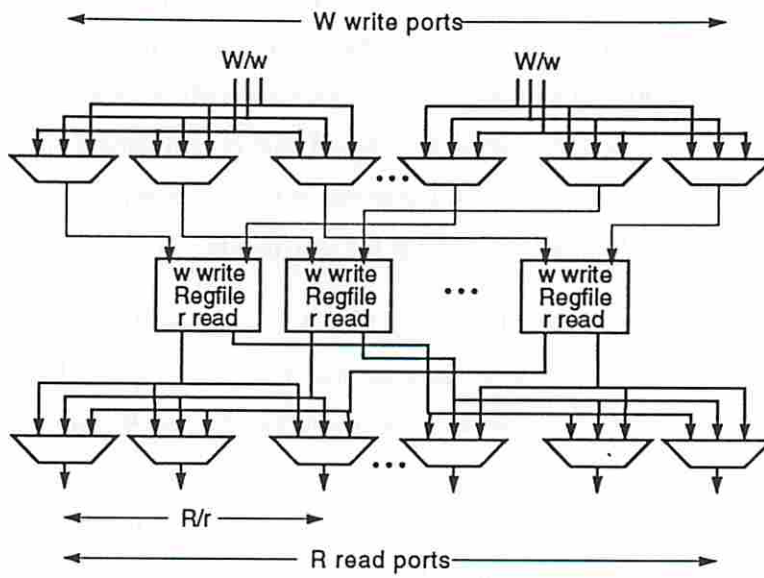 W write ports
W/w
W/w
w write
Regfile
r read
w write
Regfile
r read
w write
Regfile
r read
R/r
R read ports